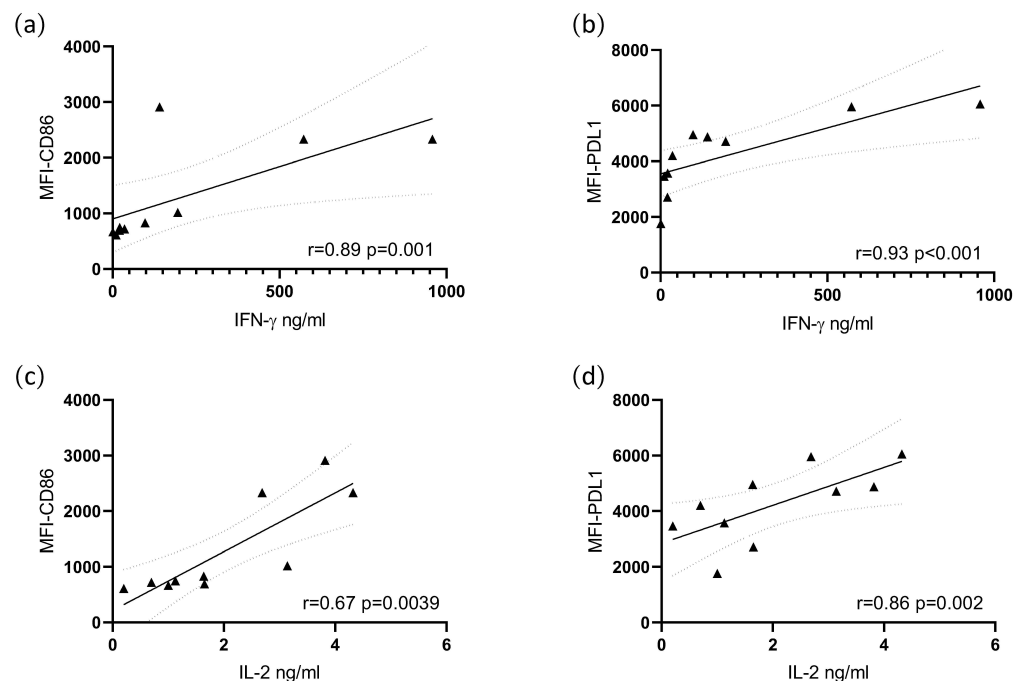 (a)
4000
3000
2000
1000
0
MFI-CD86
r=0.89 p=0.001
0 500 1000
IFN-γ ng/ml
(b)
8000
6000
4000
2000
0
MFI-PDL1
r=0.93 p<0.001
0 500 1000
IFN-γ ng/ml
(c)
4000
3000
2000
1000
0
MFI-CD86
r=0.67 p=0.0039
0 2 4 6
IL-2 ng/ml
(d)
8000
6000
4000
2000
0
MFI-PDL1
r=0.86 p=0.002
0 2 4 6
IL-2 ng/ml